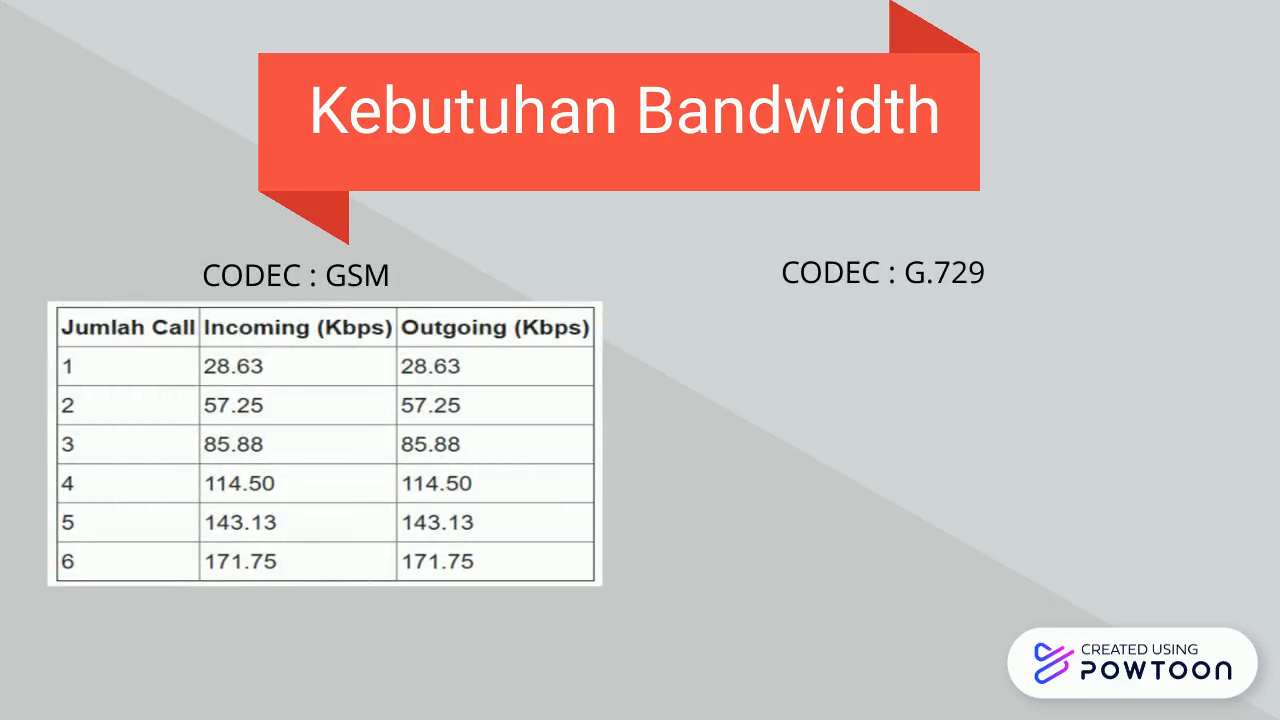 Kebutuhan Bandwidth
CODEC : GSM
Jumlah Call Incoming (Kbps) Outgoing (Kbps)
1 28.63 28.63
2 57.25 57.25
3 85.88 85.88
4 114.50 114.50
5 143.13 143.13
6 171.75 171.75
CODEC : G.729
CREATED USING
POWTOON